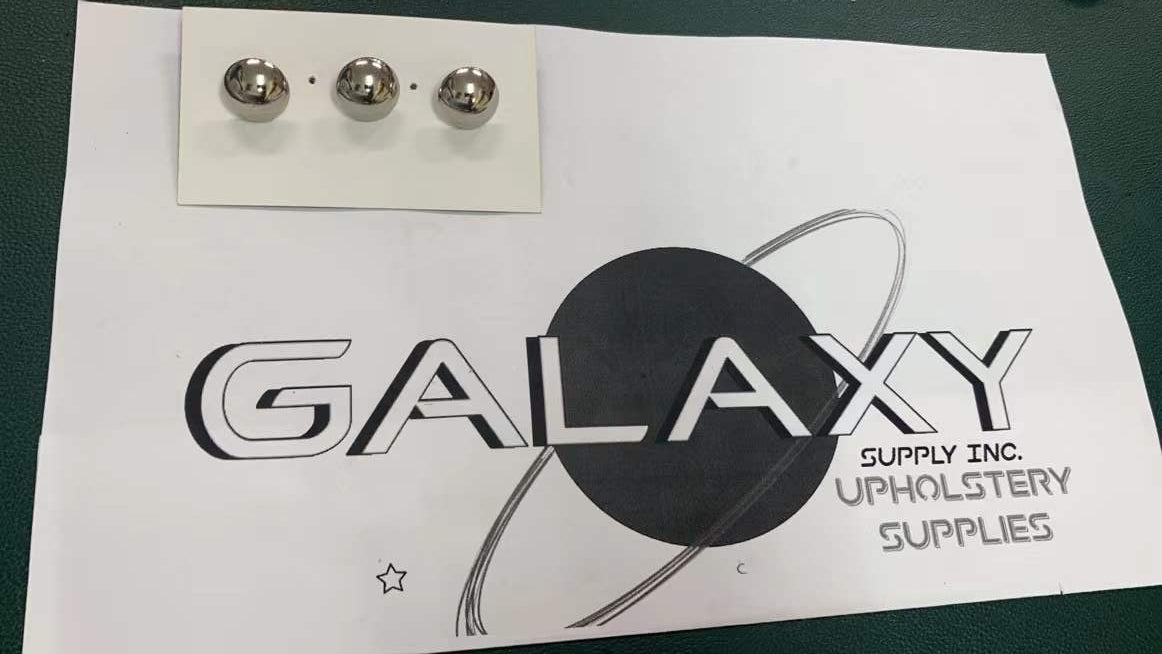 GALAXY
SUPPLY INC.
UPHOLSTERY
SUPPLIES
C